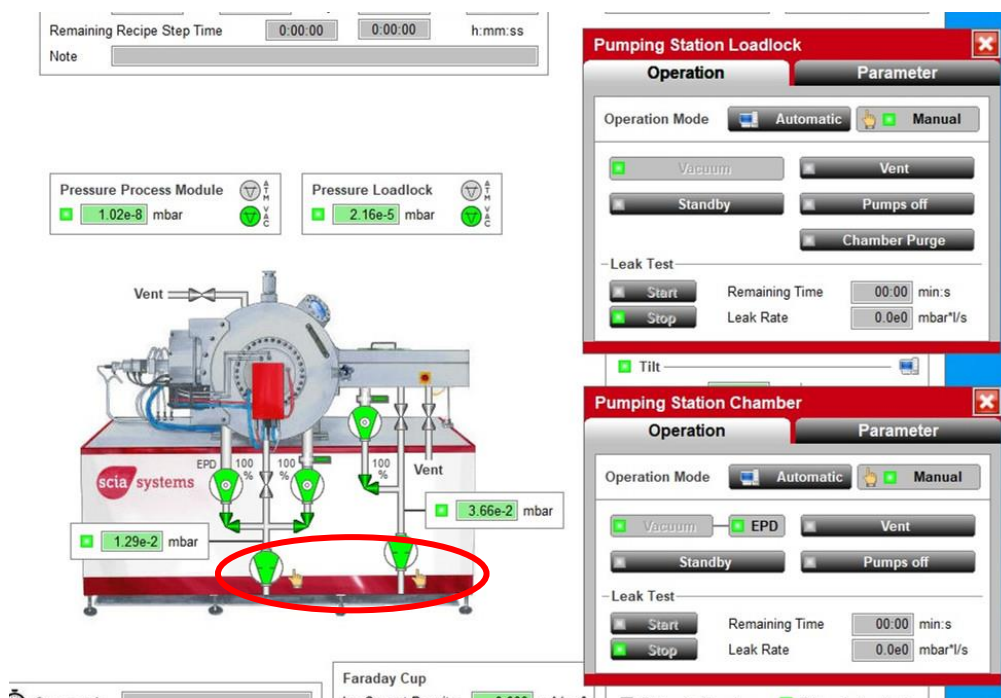 Remaining Recipe Step Time 0:00:00 0:00:00 h:mm:ss
Note
Pressure Process Module ATM
1.02e-8 mbar VAC
Pressure Loadlock ATM
2.16e-5 mbar VAC
Vent
EPD 100 % 100 % 100 % Vent
scia systems
3.66e-2 mbar
1.29e-2 mbar
Faraday Cup
Pumping Station Loadlock
Operation Parameter
Operation Mode Automatic Manual
Vacuum Vent
Standby Pumps off
Chamber Purge
Leak Test
Start Remaining Time 00:00 min:s
Stop Leak Rate 0.0e0 mbar*l/s
Tilt
Pumping Station Chamber
Operation Parameter
Operation Mode Automatic Manual
Vacuum EPD Vent
Standby Pumps off
Leak Test
Start Remaining Time 00:00 min:s
Stop Leak Rate 0.0e0 mbar*l/s